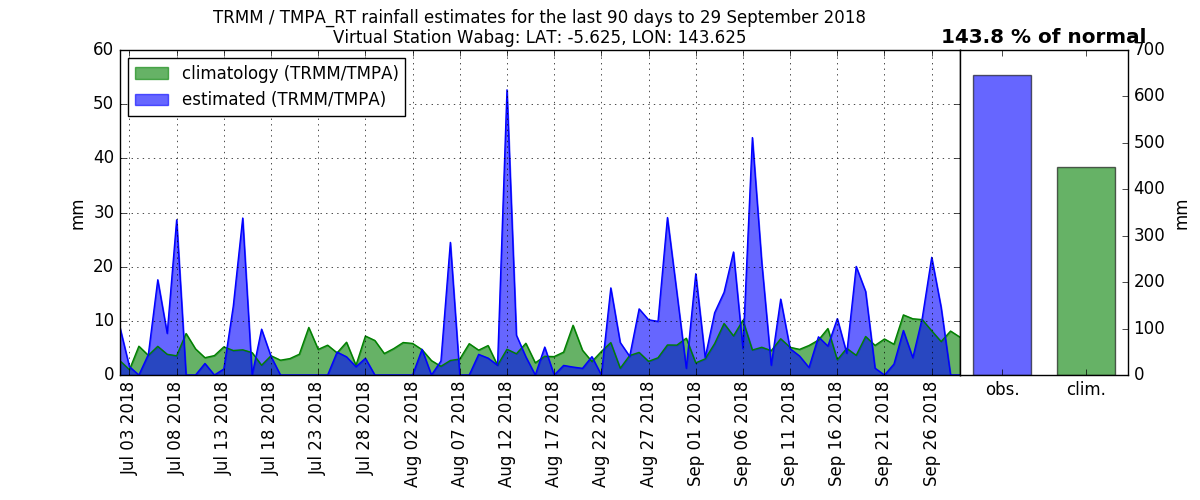 TRMM / TMPA_RT rainfall estimates for the last 90 days to 29 September 2018
Virtual Station Wabag: LAT: -5.625, LON: 143.625
143.8 % of normal
climatology (TRMM/TMPA)
estimated (TRMM/TMPA)
60
50
40
30
20
10
0
mm
Jul 03 2018
Jul 08 2018
Jul 13 2018
Jul 18 2018
Jul 23 2018
Jul 28 2018
Aug 02 2018
Aug 07 2018
Aug 12 2018
Aug 17 2018
Aug 22 2018
Aug 27 2018
Sep 01 2018
Sep 06 2018
Sep 11 2018
Sep 16 2018
Sep 21 2018
Sep 26 2018
obs.
clim.
700
600
500
400
300
200
100
0
mm